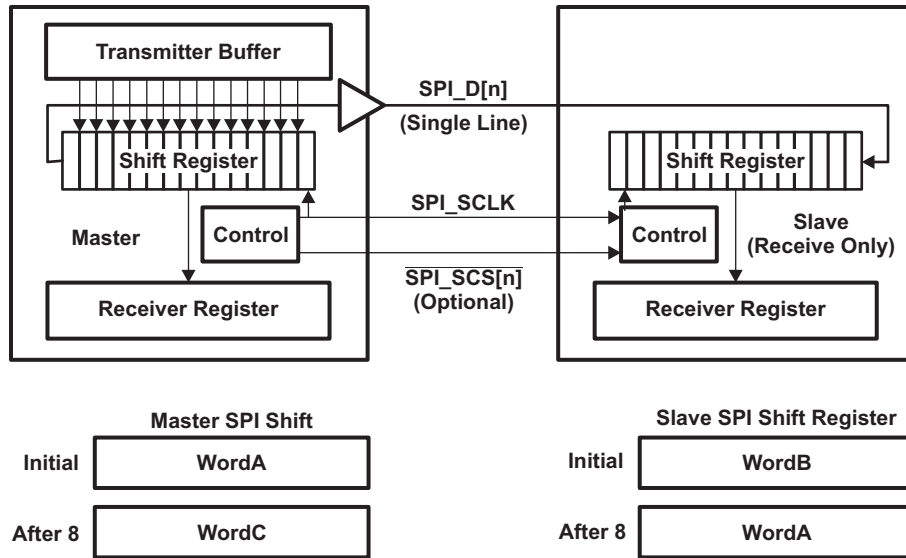 Transmitter Buffer
SPI_D[n]
(Single Line)
Shift Register
Shift Register
SPI_SCLK
Master
Control
Control
Slave
(Receive Only)
SPI_SCS[n]
(Optional)
Receiver Register
Receiver Register
Master SPI Shift
Slave SPI Shift Register
Initial
WordA
Initial
WordB
After 8
WordC
After 8
WordA